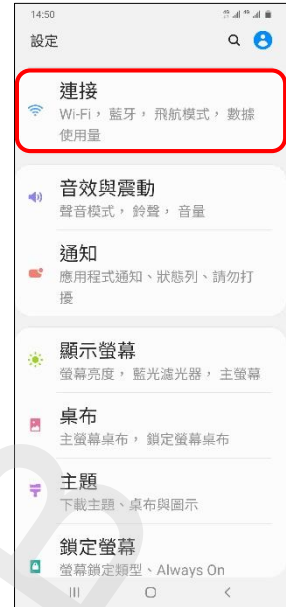 14:50
設定
連接
Wi-Fi， 藍牙， 飛航模式， 數據
使用量
音效與震動
聲音模式， 鈴聲， 音量
通知
應用程式通知、狀態列、請勿打
擾
顯示螢幕
螢幕亮度， 藍光濾光器， 主螢幕
桌布
主螢幕桌布， 鎖定螢幕桌布
主題
下載主題、桌布與圖示
鎖定螢幕
螢幕鎖定類型、Always On